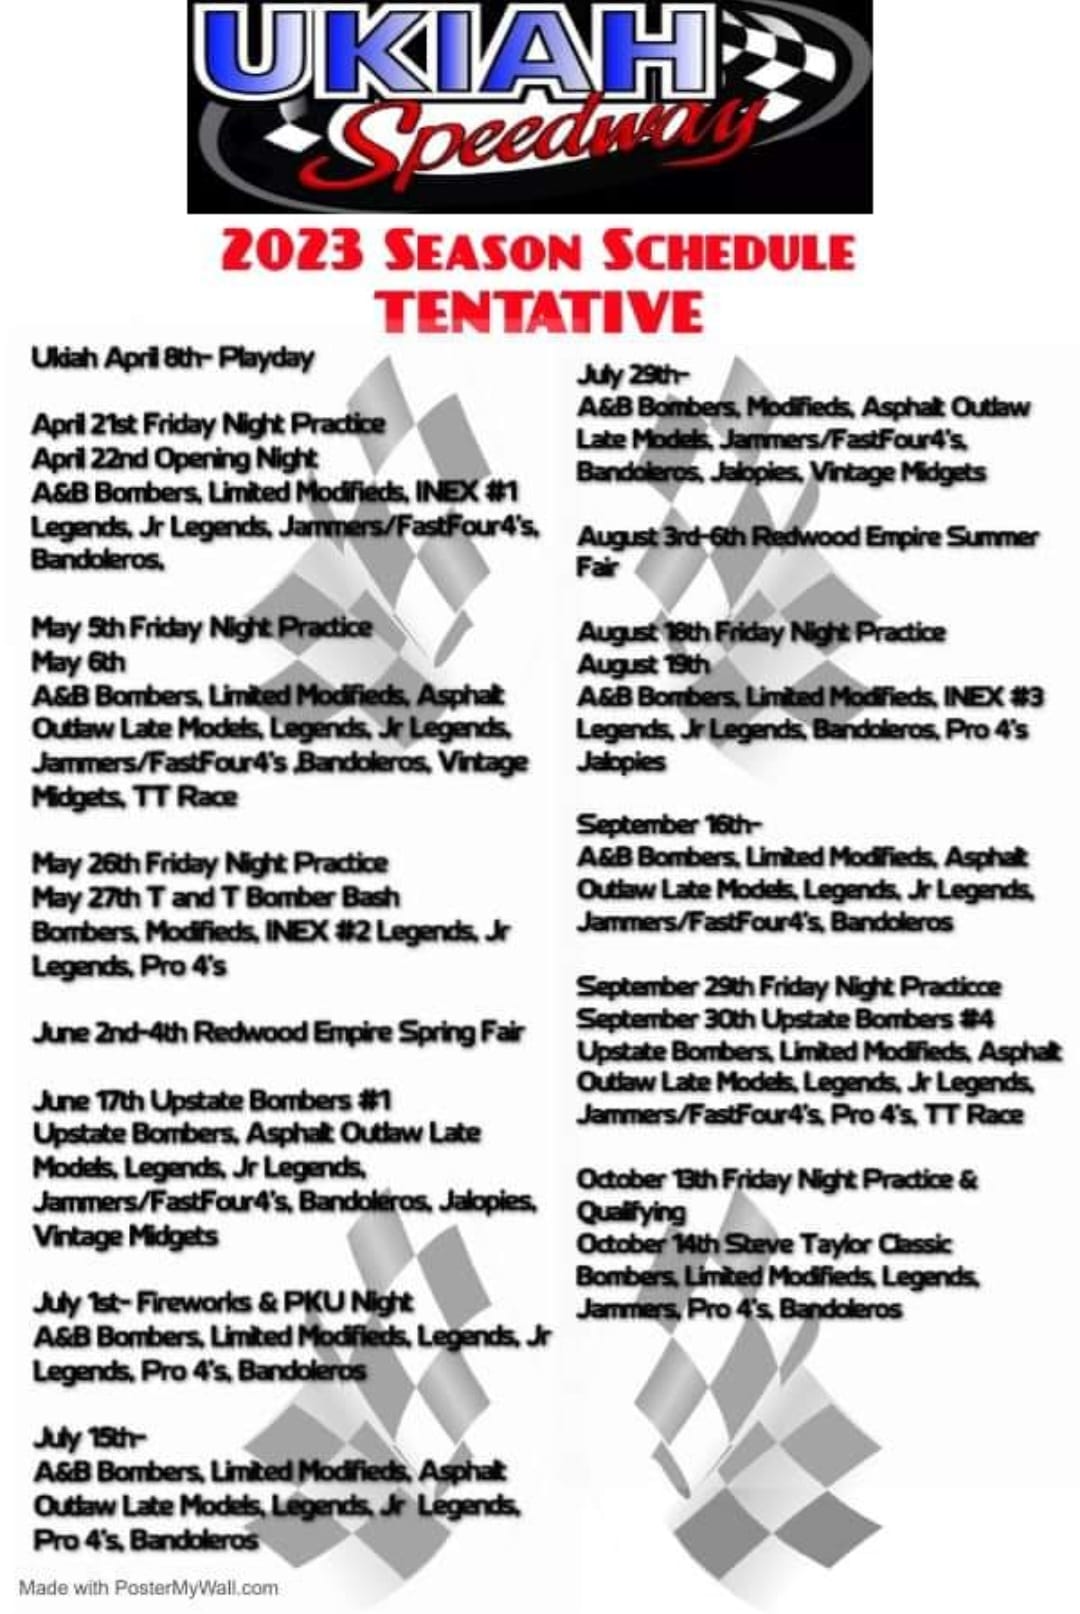 UKIAH
Speedway
2023 SEASON SCHEDULE
TENTATIVE
Ukiah April 8th- Playday
April 21st Friday Night Practice
April 22nd Opening Night
A&B Bombers, Limited Modifieds, INEX #1
Legends, Jr Legends, Jammers/FastFour4's,
Bandoleros,
May 5th Friday Night Practice
May 6th
A&B Bombers, Limited Modifieds, Asphalt
Outlaw Late Models, Legends, Jr Legends,
Jammers/FastFour4's ,Bandoleros, Vintage
Midgets, TT Race
May 26th Friday Night Practice
May 27th T and T Bomber Bash
Bombers, Modifieds, INEX #2 Legends, Jr
Legends, Pro 4's
June 2nd-4th Redwood Empire Spring Fair
June 17th Upstate Bombers #1
Upstate Bombers, Asphalt Outlaw Late
Models, Legends, Jr Legends,
Jammers/FastFour4's, Bandoleros, Jalopies,
Vintage Midgets
July 1st- Fireworks & PKU Night
A&B Bombers, Limited Modifieds, Legends, Jr
Legends, Pro 4's, Bandoleros
July 15th-
A&B Bombers, Limited Modifieds, Asphalt
Outlaw Late Models, Legends, Jr Legends,
Pro 4's, Bandoleros
July 29th-
A&B Bombers, Modifieds, Asphalt Outlaw
Late Models, Jammers/FastFour4's,
Bandoleros, Jalopies, Vintage Midgets
August 3rd-6th Redwood Empire Summer
Fair
August 18th Friday Night Practice
August 19th
A&B Bombers, Limited Modifieds, INEX #3
Legends, Jr Legends, Bandoleros, Pro 4's
Jalopies
September 16th-
A&B Bombers, Limited Modifieds, Asphalt
Outlaw Late Models, Legends, Jr Legends,
Jammers/FastFour4's, Bandoleros
September 29th Friday Night Practicce
September 30th Upstate Bombers #4
Upstate Bombers, Limited Modifieds, Asphalt
Outlaw Late Models, Legends, Jr Legends,
Jammers/FastFour4's, Pro 4's, TT Race
October 13th Friday Night Practice &
Qualifying
October 14th Steve Taylor Classic
Bombers, Limited Modifieds, Legends,
Jammers, Pro 4's, Bandoleros
Made with PosterMyWall.com